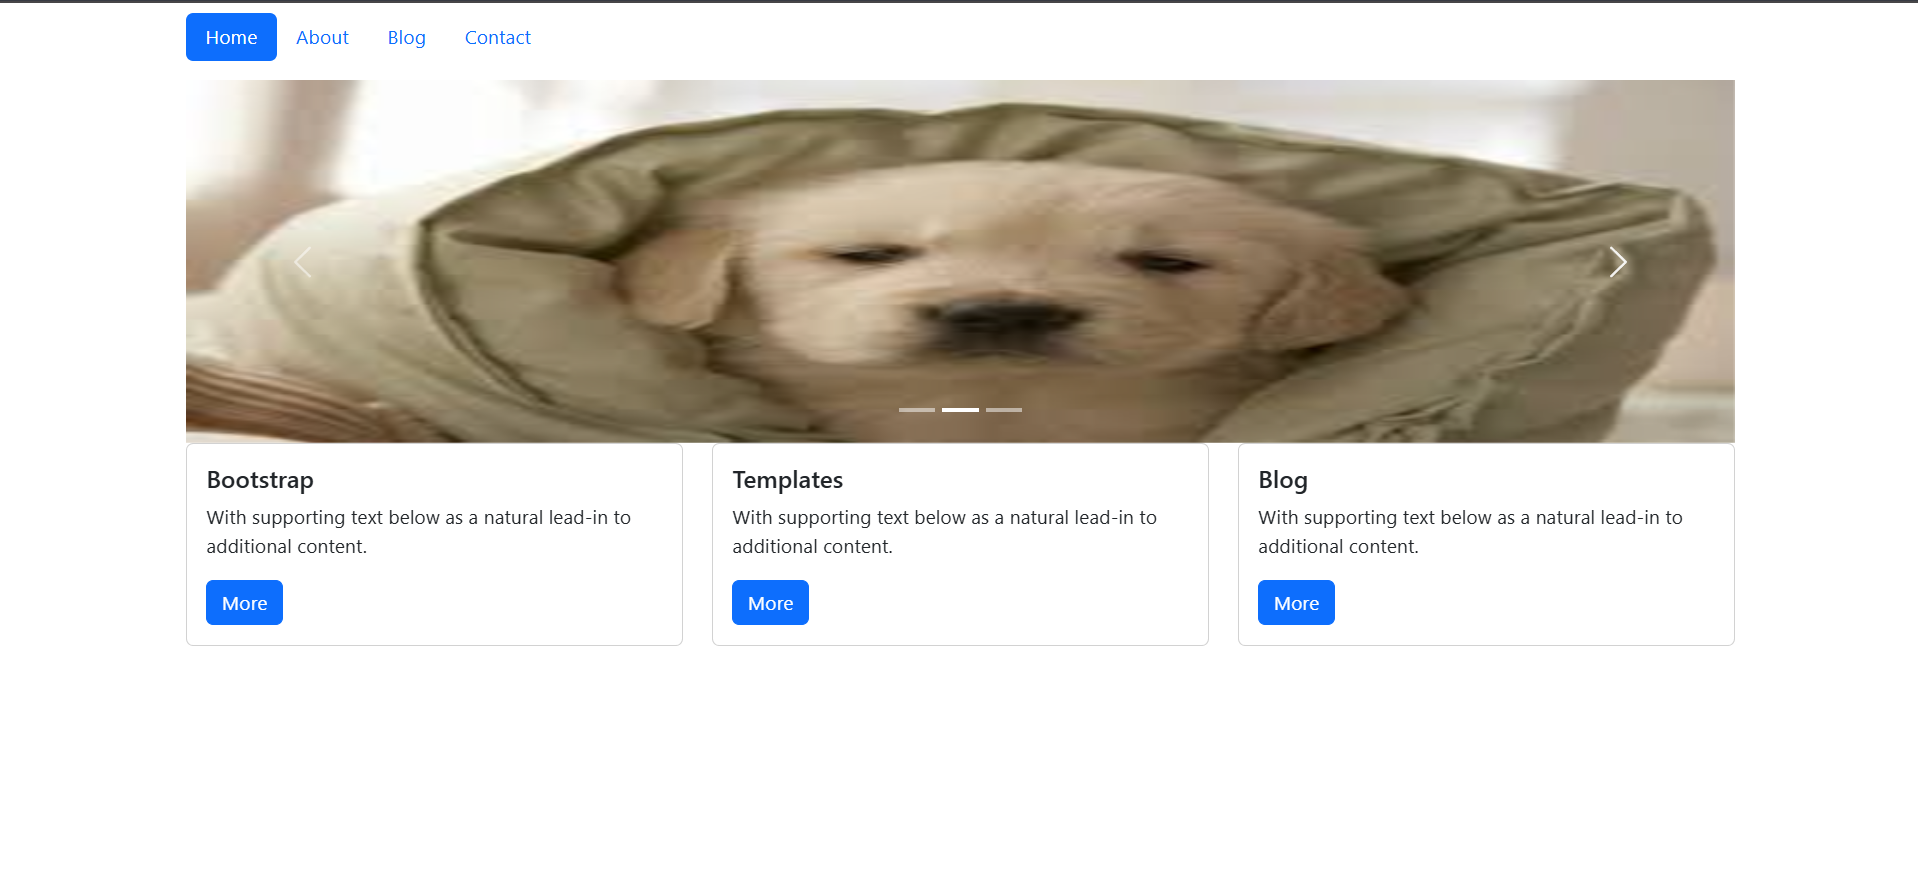 Home About Blog Contact
Bootstrap
With supporting text below as a natural lead-in to
additional content.
More
Templates
With supporting text below as a natural lead-in to
additional content.
More
Blog
With supporting text below as a natural lead-in to
additional content.
More